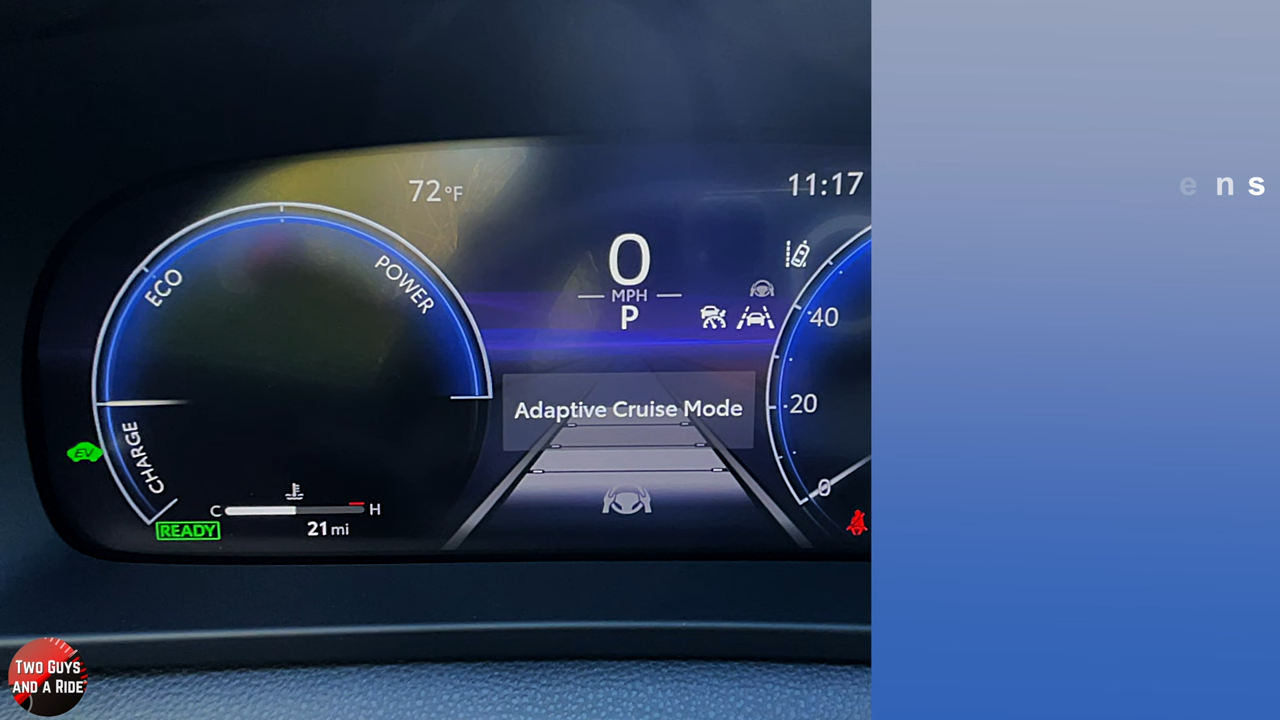 72°F
11:17
ECO
POWER
0
MPH
P
40
Adaptive Cruise Mode
20
CHARGE
EV
C
H
0
READY
21 mi
ens
TWO GUYS
AND A RIDE